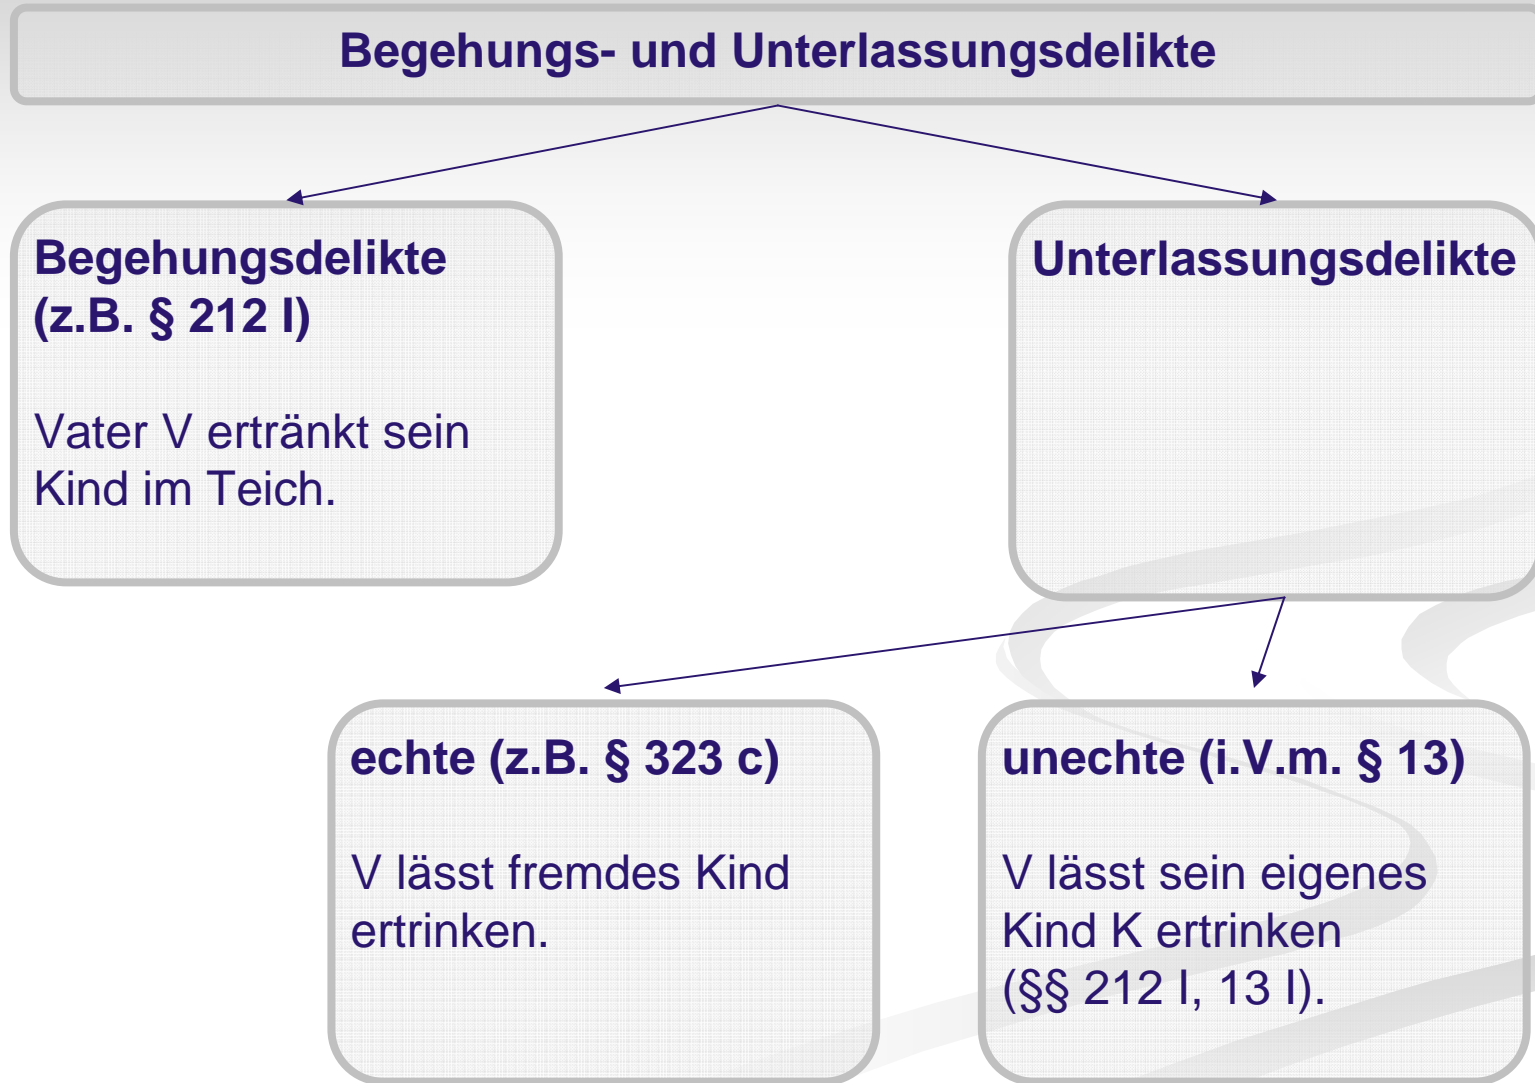 Begehungs- und Unterlassungsdelikte
Begehungsdelikte
(z.B. § 212 I)
Vater V ertränkt sein
Kind im Teich.
Unterlassungsdelikte
echte (z.B. § 323 c)
V lässt fremdes Kind
ertrinken.
unechte (i.V.m. § 13)
V lässt sein eigenes
Kind K ertrinken
(§§ 212 I, 13 I).